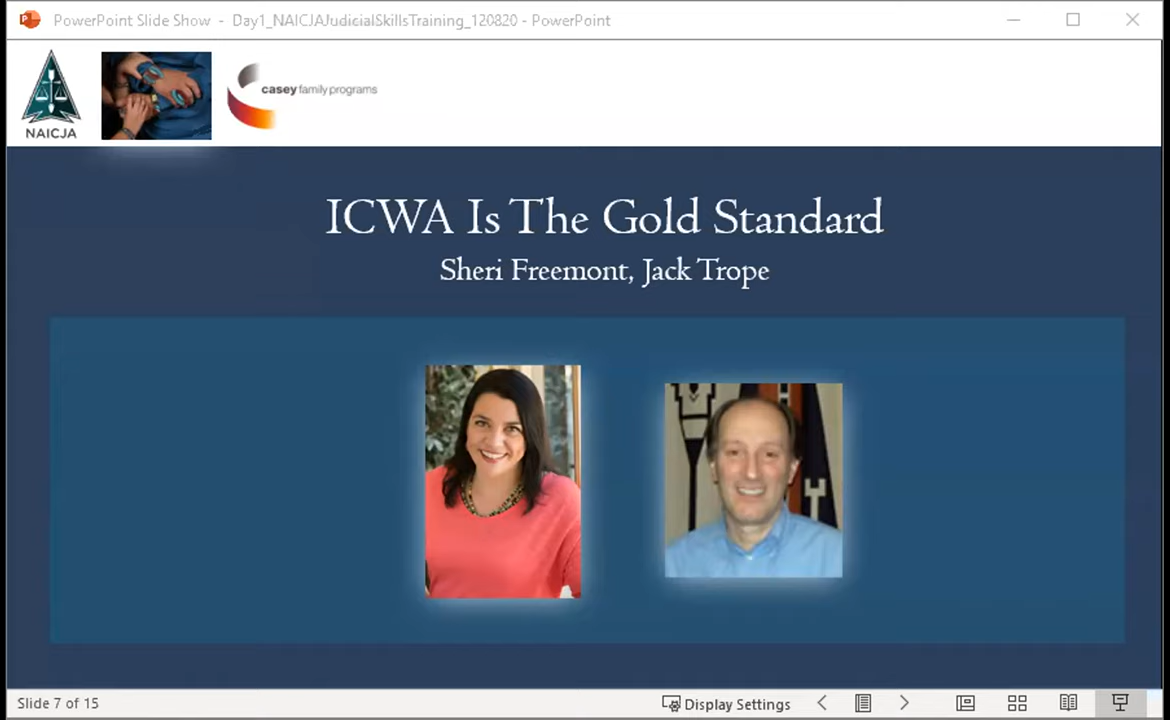 PowerPoint Slide Show - Day1_NAICJAJudicialSkillsTraining_120820 - PowerPoint
NAICJA
casey family programs
ICWA Is The Gold Standard
Sheri Freemont, Jack Trope
Slide 7 of 15
Display Settings